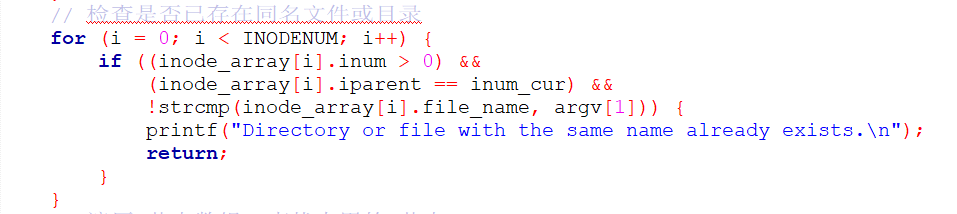 // 检查是否已存在同名文件或目录
for (i = 0; i < INODENUM; i++) {
    if ((inode_array[i].inum > 0) &&
        (inode_array[i].iparent == inum_cur) &&
        !strcmp(inode_array[i].file_name, argv[1])) {
        printf("Directory or file with the same name already exists.\n");
        return;
    }
}